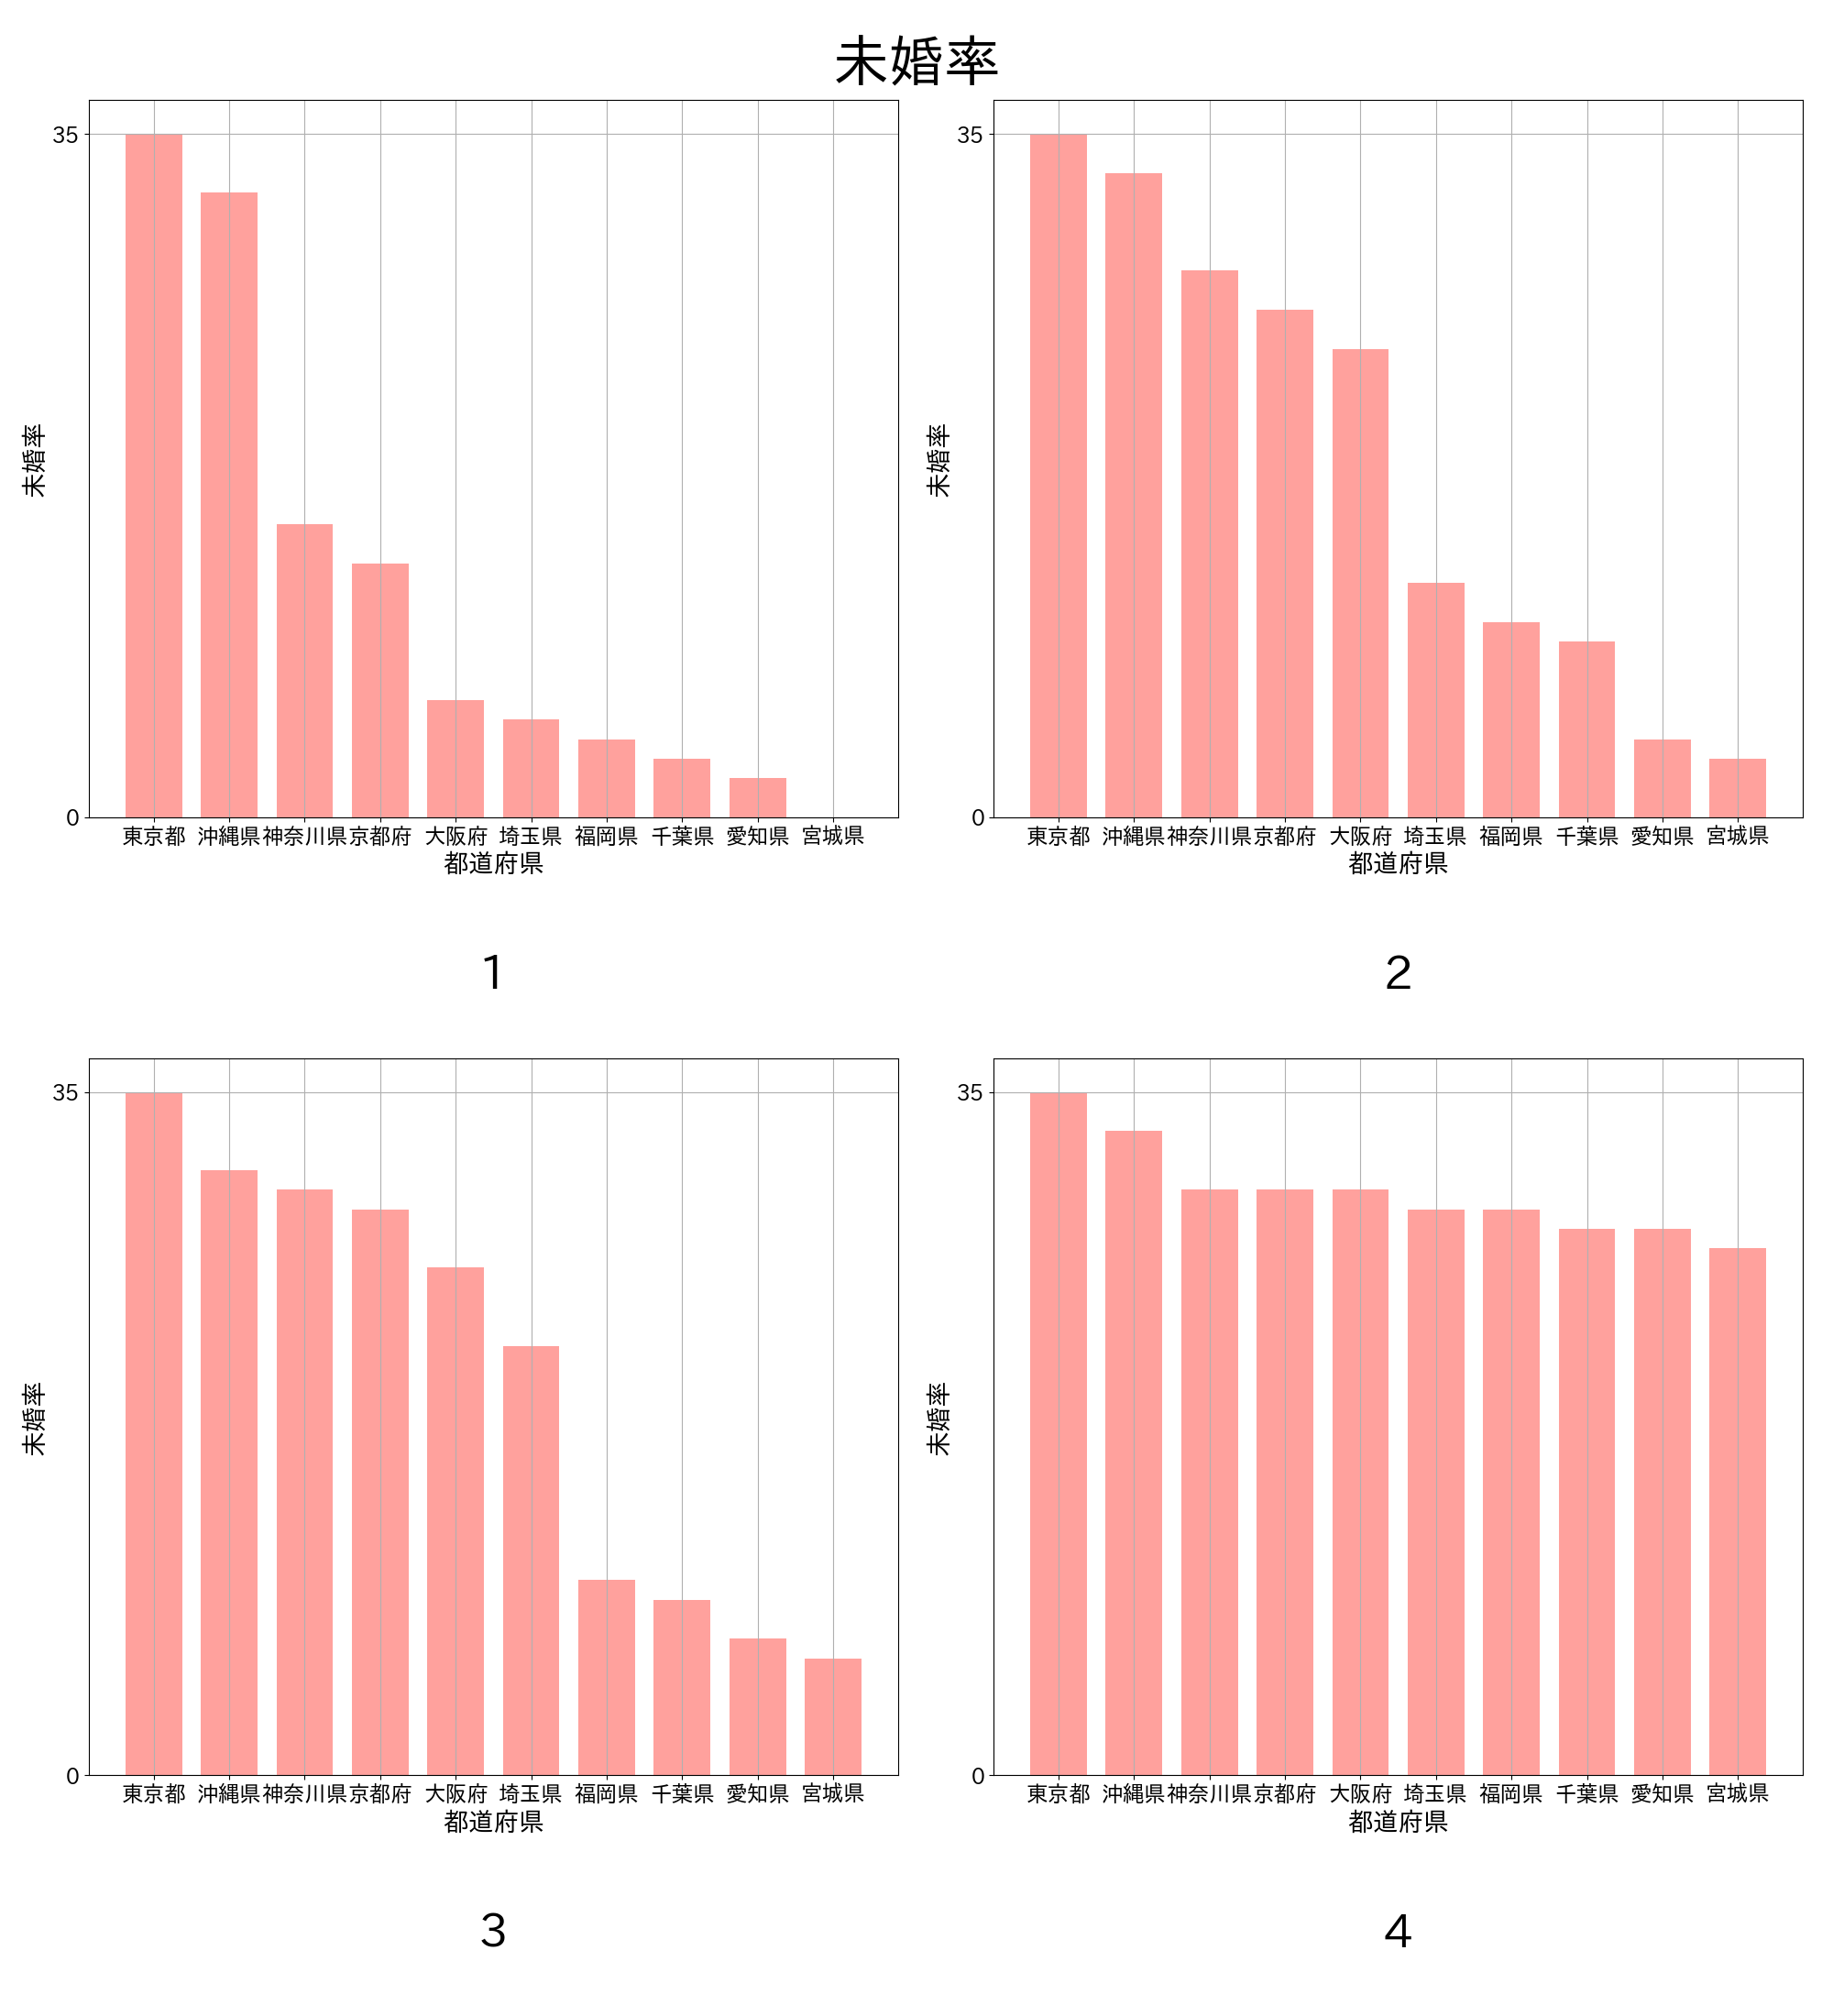 未婚率
35
未婚率
0
東京都 沖縄県 神奈川県 京都府 大阪府 埼玉県 福岡県 千葉県 愛知県 宮城県
都道府県
1
35
未婚率
0
東京都 沖縄県 神奈川県 京都府 大阪府 埼玉県 福岡県 千葉県 愛知県 宮城県
都道府県
2
35
未婚率
0
東京都 沖縄県 神奈川県 京都府 大阪府 埼玉県 福岡県 千葉県 愛知県 宮城県
都道府県
3
35
未婚率
0
東京都 沖縄県 神奈川県 京都府 大阪府 埼玉県 福岡県 千葉県 愛知県 宮城県
都道府県
4